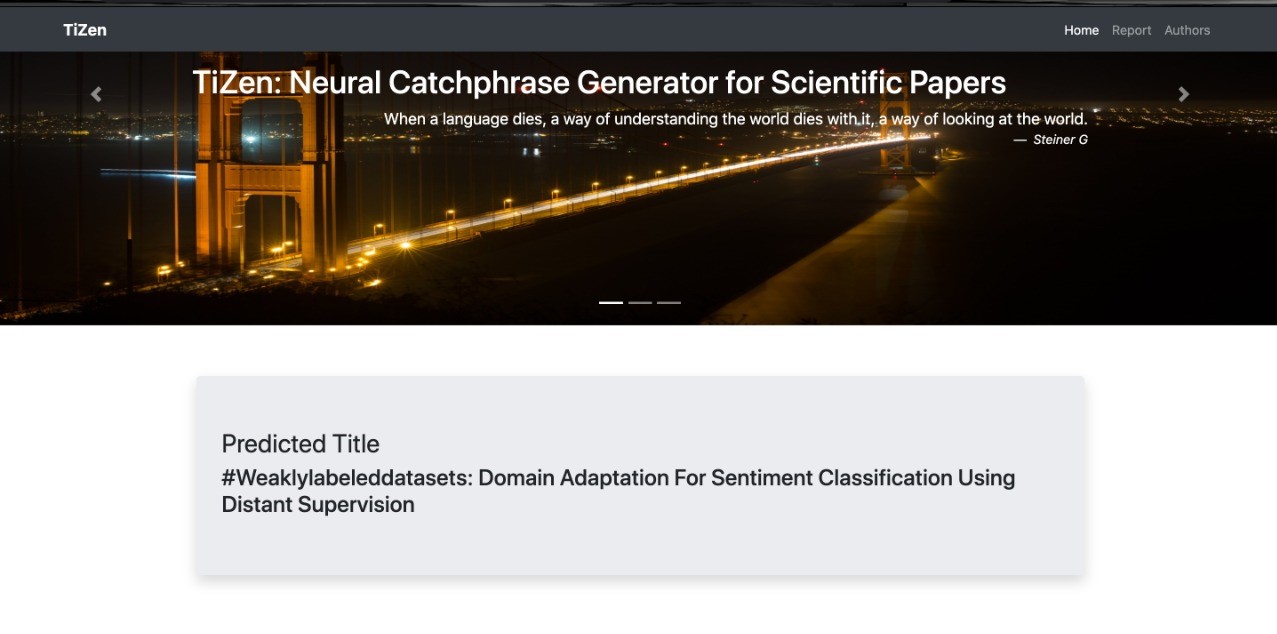 TiZen
Home Report Authors
TiZen: Neural Catchphrase Generator for Scientific Papers
When a language dies, a way of understanding the world dies with it, a way of looking at the world.
— Steiner G
Predicted Title
#Weaklylabeleddatasets: Domain Adaptation For Sentiment Classification Using
Distant Supervision